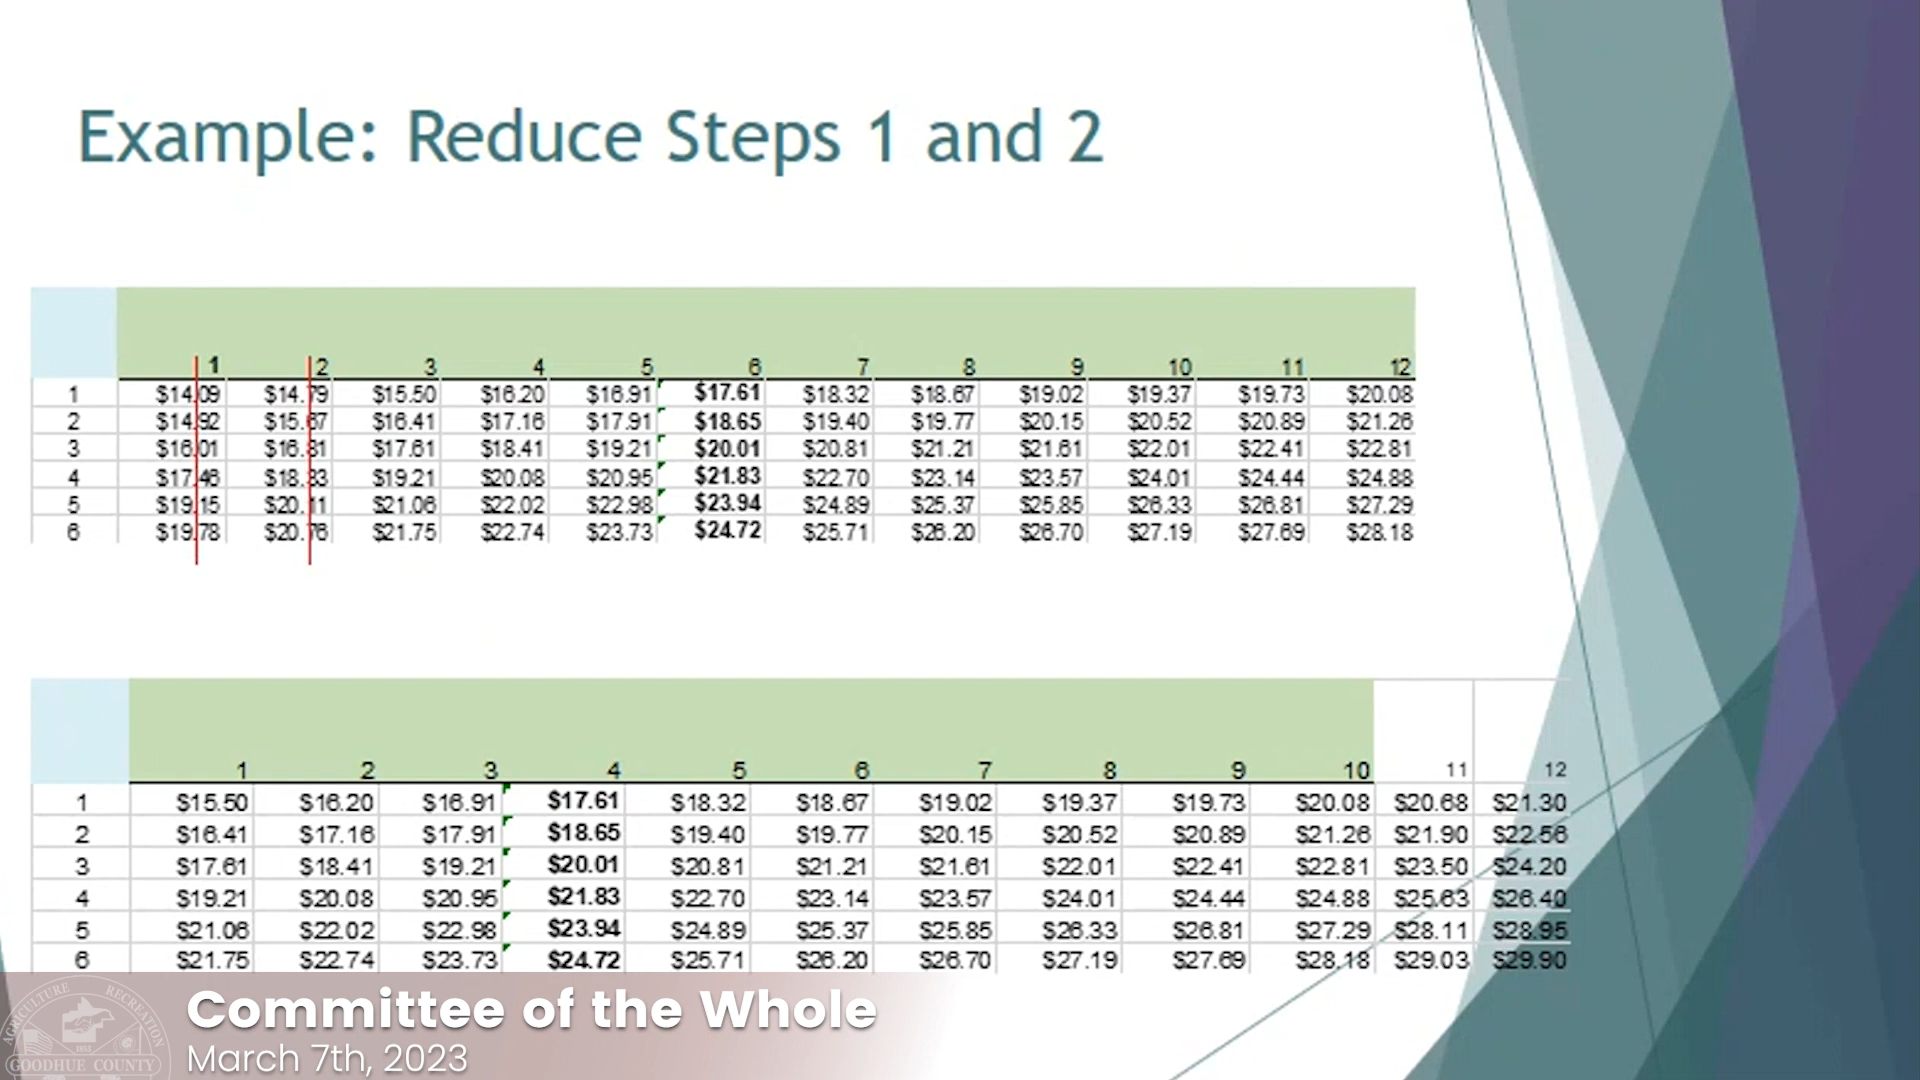 Example: Reduce Steps 1 and 2
1 2 3 4 5 6 7 8 9 10 11 12
1 $14.09 $14.79 $15.50 $16.20 $16.91 $17.61 $18.32 $18.67 $19.02 $19.37 $19.73 $20.08
2 $14.92 $15.67 $16.41 $17.16 $17.91 $18.65 $19.40 $19.77 $20.15 $20.52 $20.89 $21.26
3 $16.01 $16.81 $17.61 $18.41 $19.21 $20.01 $20.81 $21.21 $21.61 $22.01 $22.41 $22.81
4 $17.46 $18.33 $19.21 $20.08 $20.95 $21.83 $22.70 $23.14 $23.57 $24.01 $24.44 $24.88
5 $19.15 $20.11 $21.06 $22.02 $22.98 $23.94 $24.89 $25.37 $25.85 $26.33 $26.81 $27.29
6 $19.78 $20.76 $21.75 $22.74 $23.73 $24.72 $25.71 $26.20 $26.70 $27.19 $27.69 $28.18
1 2 3 4 5 6 7 8 9 10 11 12
1 $15.50 $16.20 $16.91 $17.61 $18.32 $18.67 $19.02 $19.37 $19.73 $20.08 $20.68 $21.30
2 $16.41 $17.16 $17.91 $18.65 $19.40 $19.77 $20.15 $20.52 $20.89 $21.26 $21.90 $22.56
3 $17.61 $18.41 $19.21 $20.01 $20.81 $21.21 $21.61 $22.01 $22.41 $22.81 $23.50 $24.20
4 $19.21 $20.08 $20.95 $21.83 $22.70 $23.14 $23.57 $24.01 $24.44 $24.88 $25.63 $26.40
5 $21.06 $22.02 $22.98 $23.94 $24.89 $25.37 $25.85 $26.33 $26.81 $27.29 $28.11 $28.95
6 $21.75 $22.74 $23.73 $24.72 $25.71 $26.20 $26.70 $27.19 $27.69 $28.18 $29.03 $29.90
Committee of the Whole
March 7th, 2023
AGRICULTURE RECREATION
1853
GOODHUE COUNTY